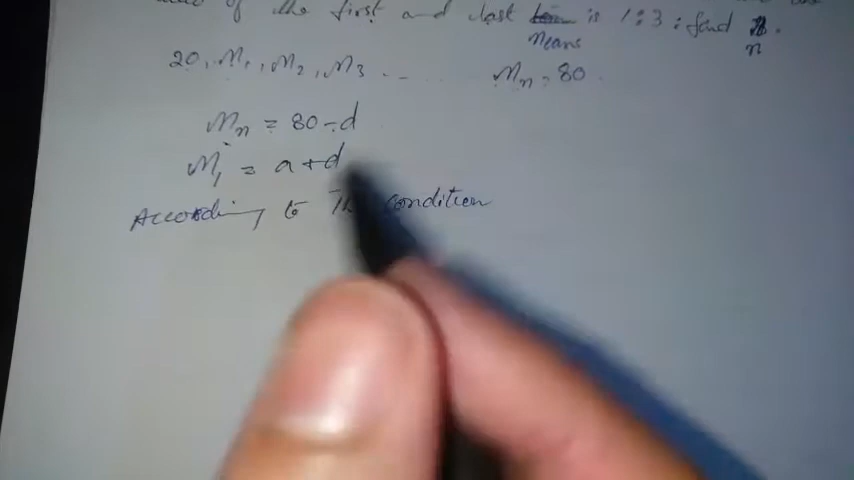 of the first and last is 1:3 : find
means n
20, M1, M2, M3 ..... Mn, 80
Mn = 80-d
M1 = a+d
According to the condition